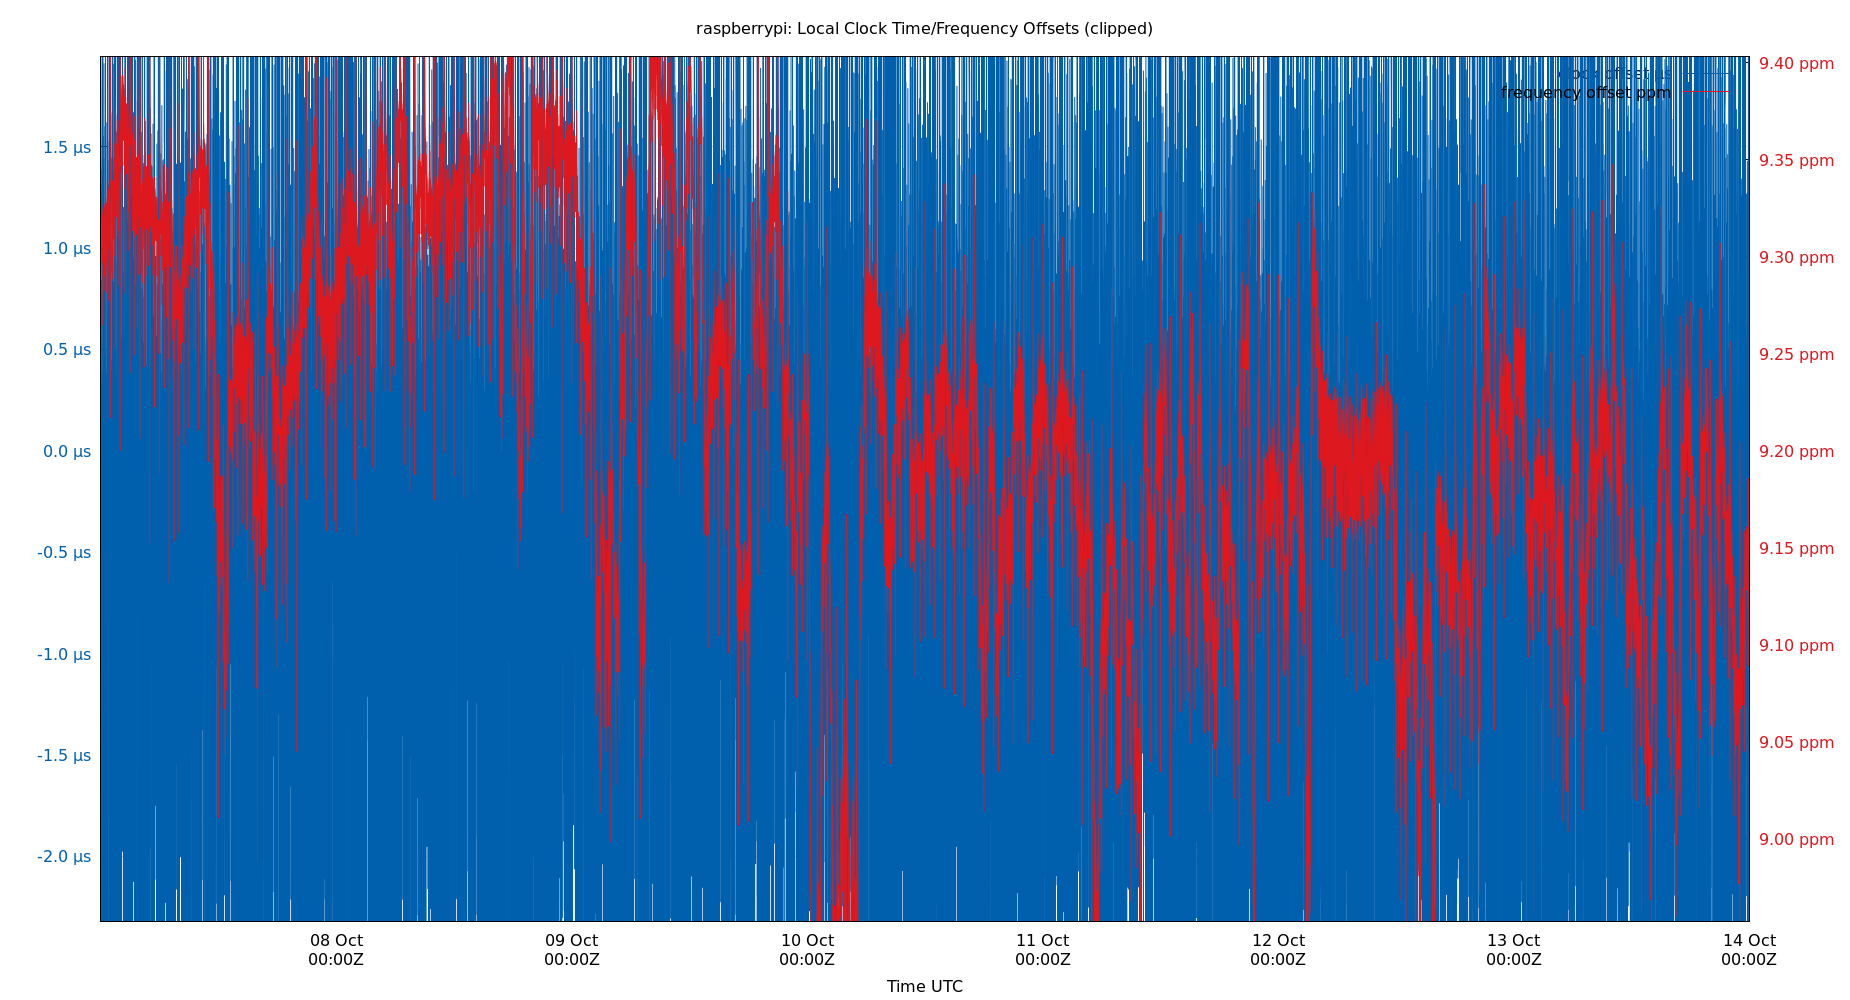 raspberrypi: Local Clock Time/Frequency Offsets (clipped)
clock offset µs
frequency offset ppm
1.5 µs
1.0 µs
0.5 µs
0.0 µs
-0.5 µs
-1.0 µs
-1.5 µs
-2.0 µs
9.40 ppm
9.35 ppm
9.30 ppm
9.25 ppm
9.20 ppm
9.15 ppm
9.10 ppm
9.05 ppm
9.00 ppm
08 Oct
00:00Z
09 Oct
00:00Z
10 Oct
00:00Z
11 Oct
00:00Z
12 Oct
00:00Z
13 Oct
00:00Z
14 Oct
00:00Z
Time UTC